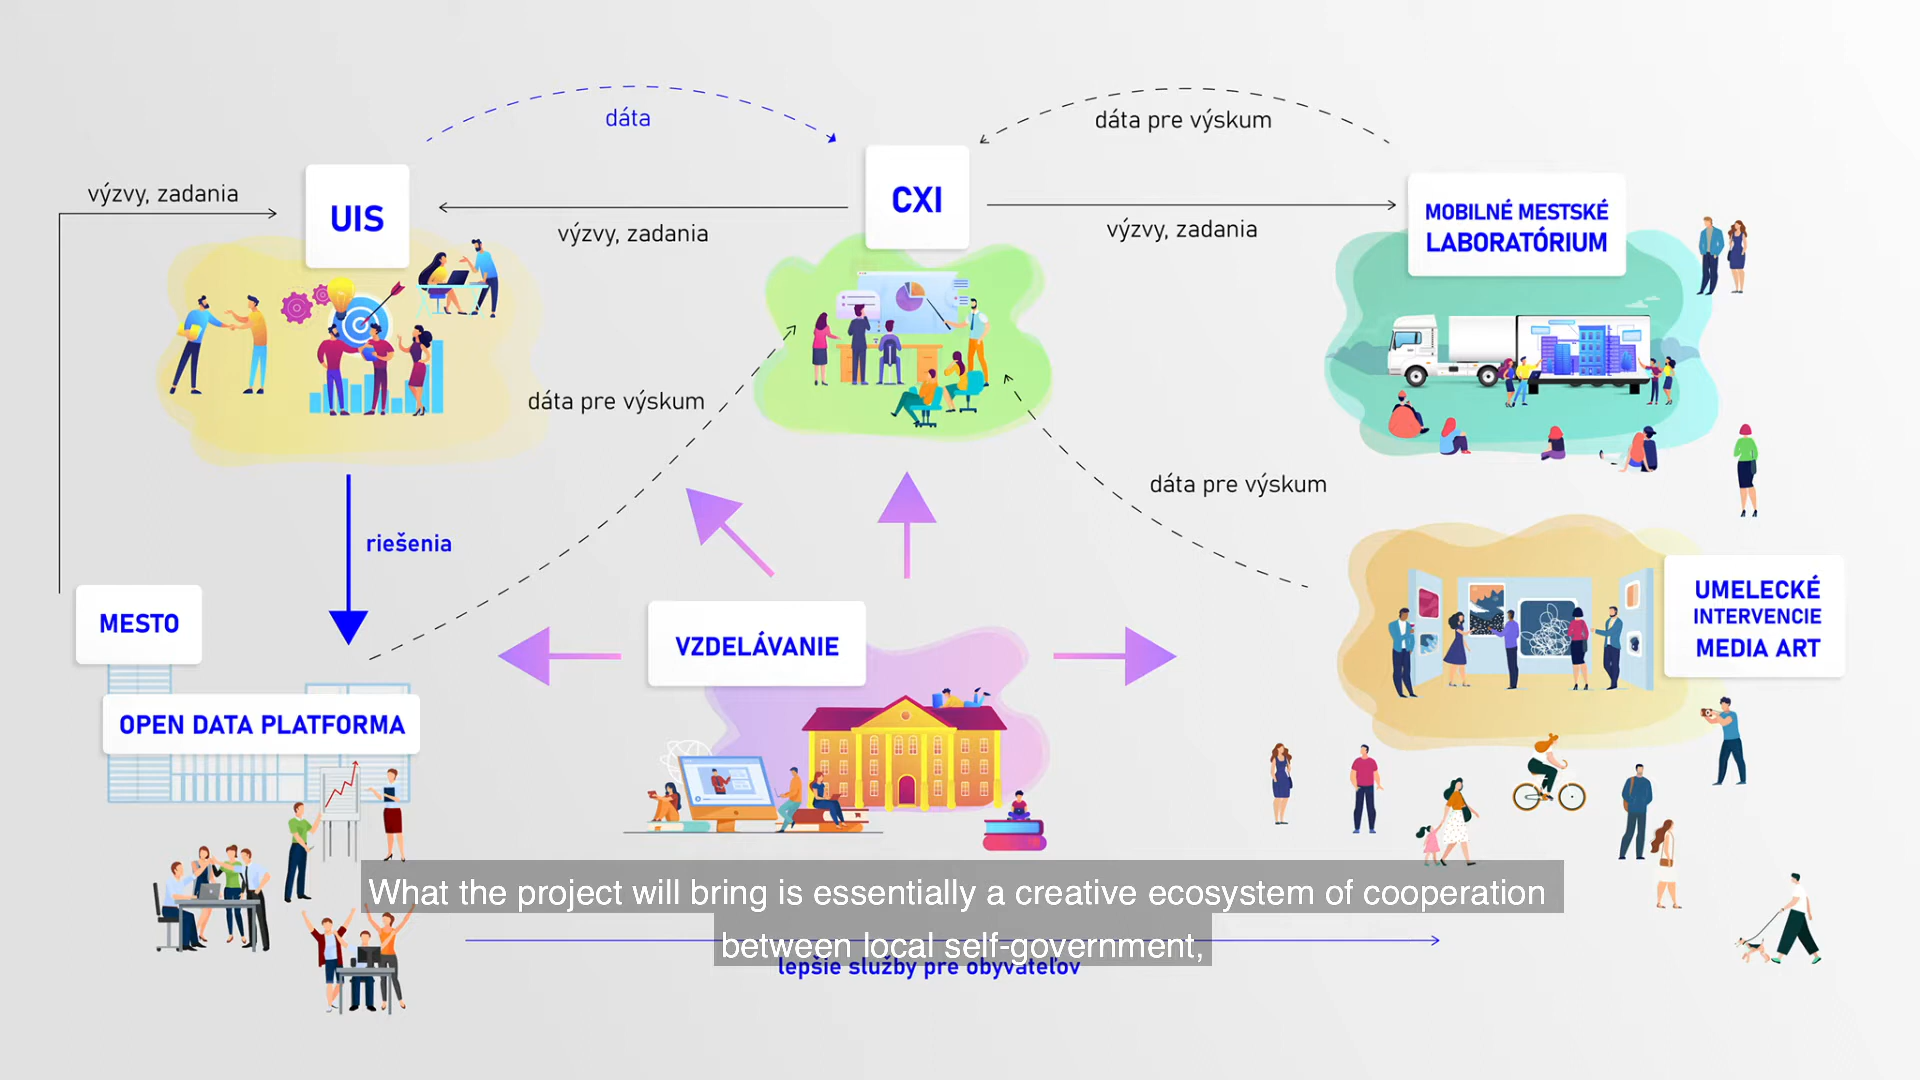 dáta
dáta pre výskum
výzvy, zadania
UIS
CXI
MOBILNÉ MESTSKÉ
LABORATÓRIUM
výzvy, zadania
výzvy, zadania
dáta pre výskum
dáta pre výskum
riešenia
MESTO
VZDELÁVANIE
UMELECKÉ
INTERVENCIE
MEDIA ART
OPEN DATA PLATFORMA
What the project will bring is essentially a creative ecosystem of cooperation
between local self-government,
lepšie služby pre obyvateľov